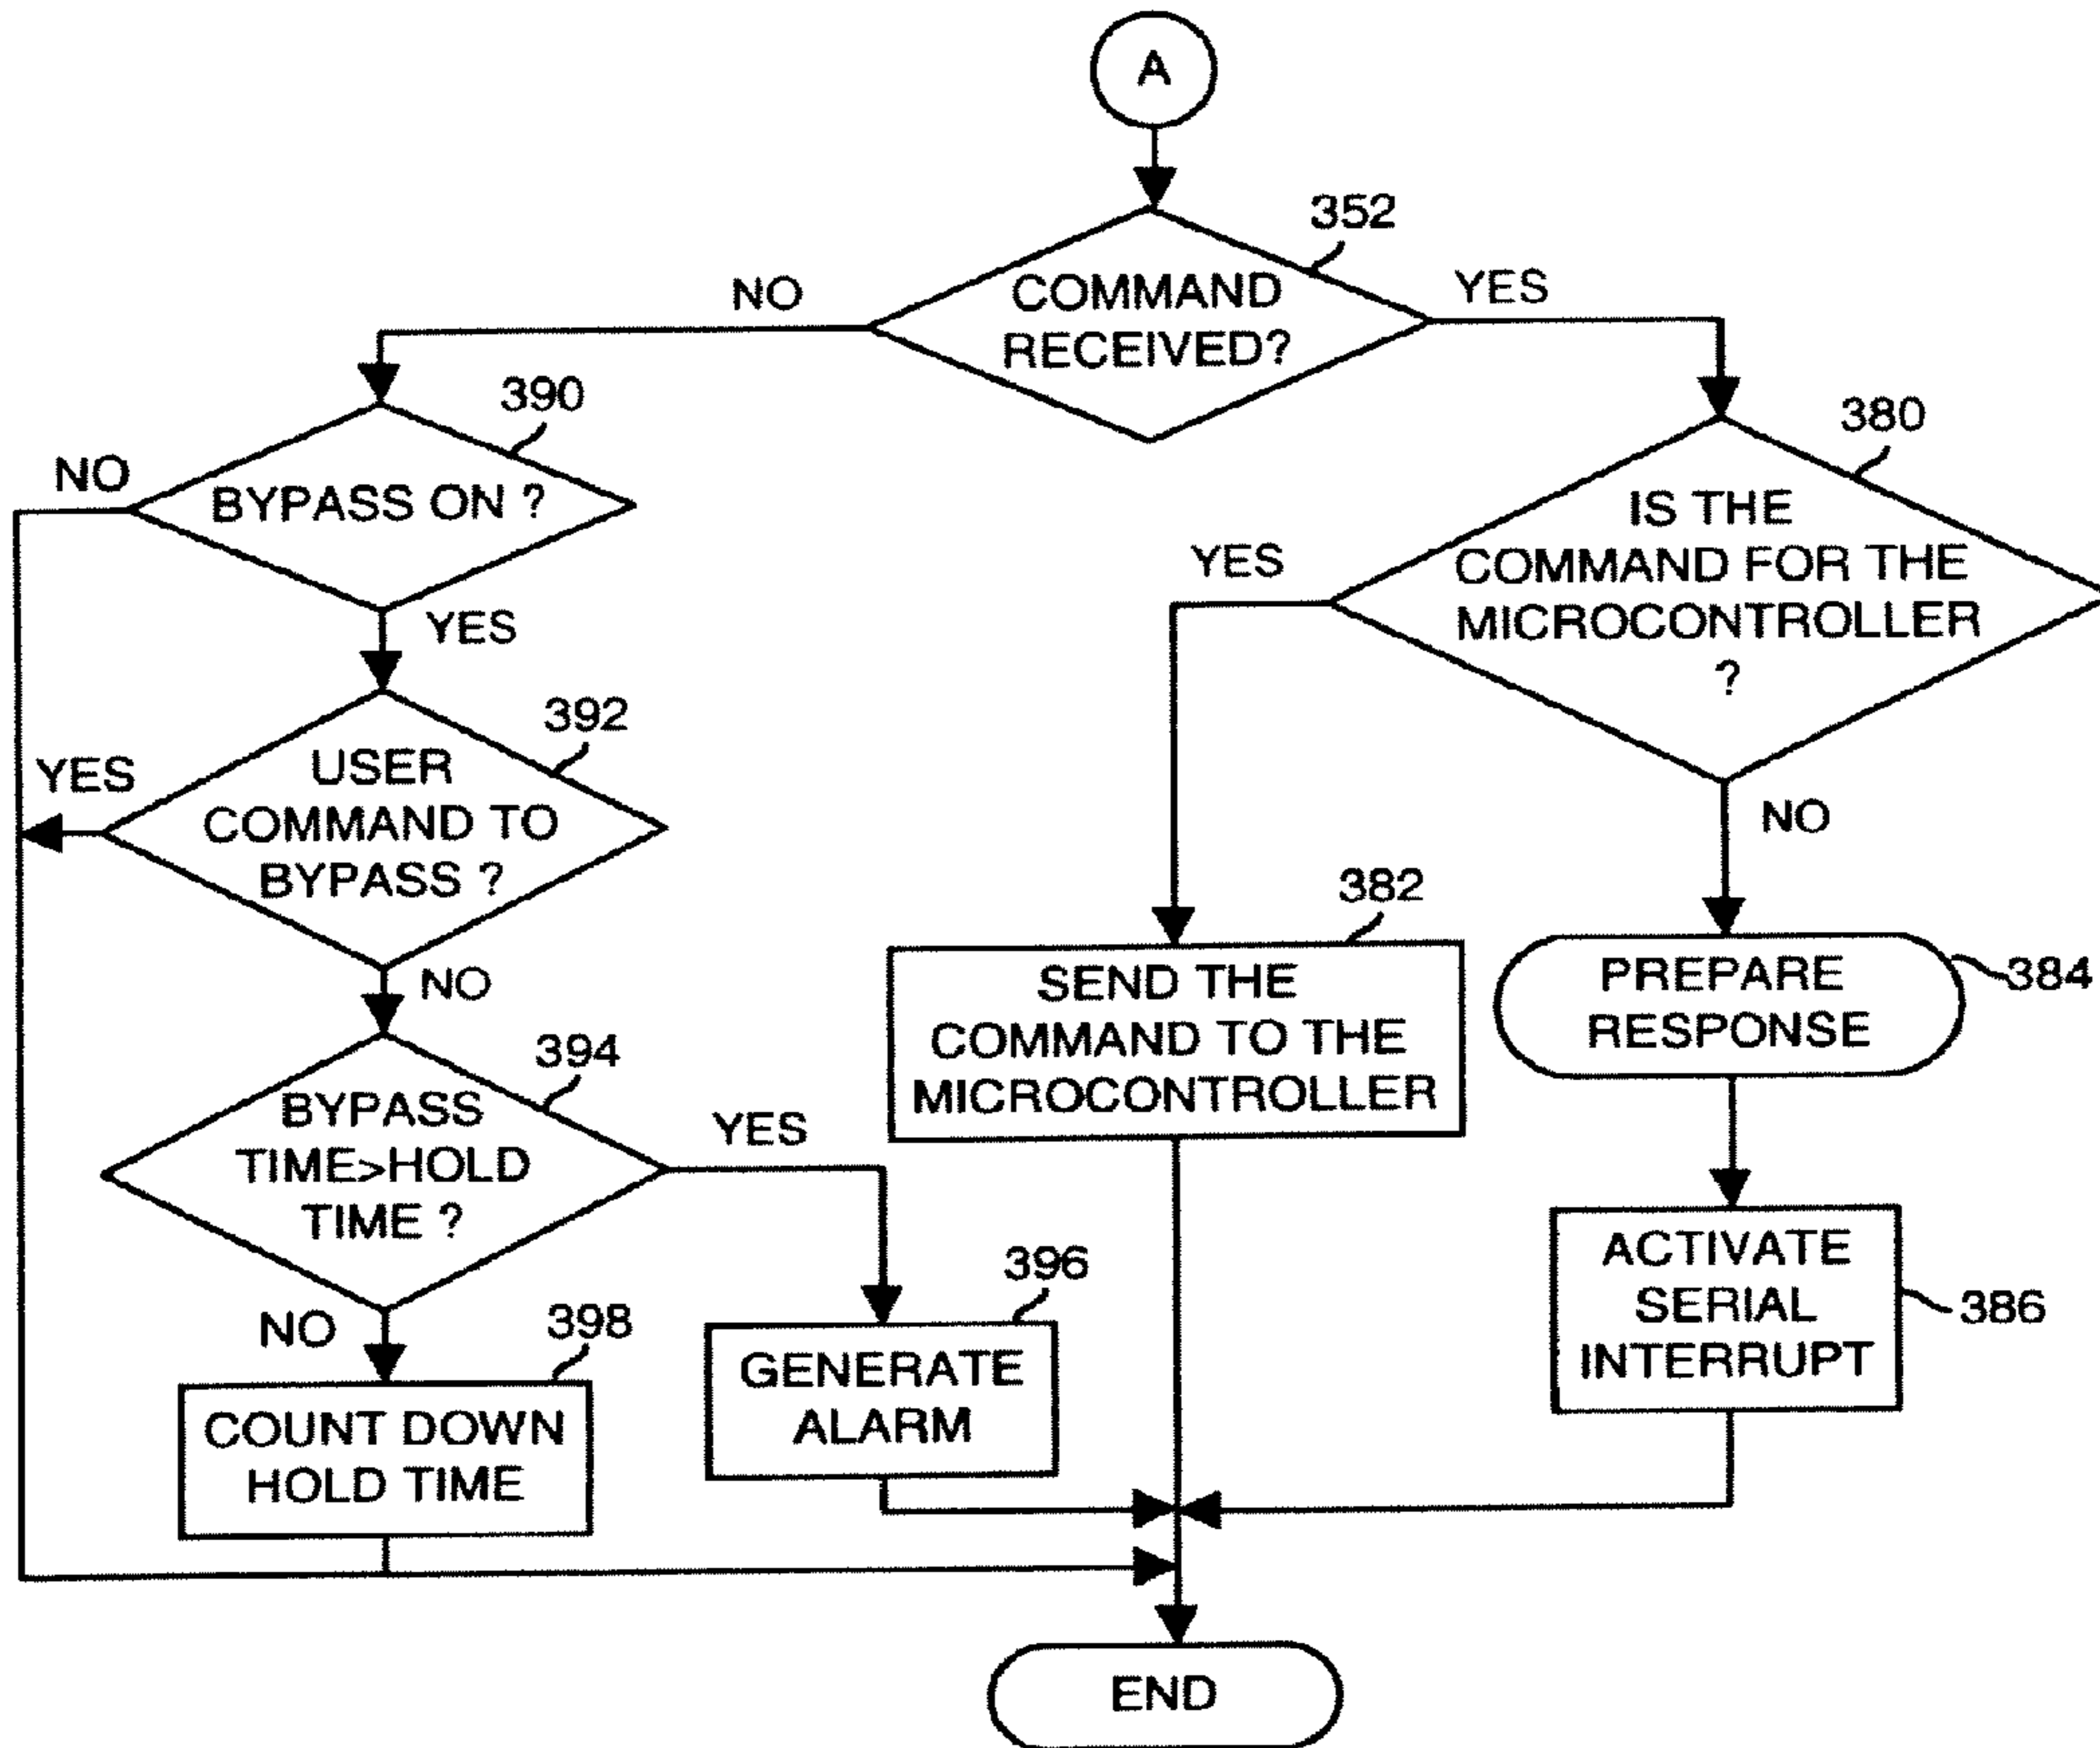 A
352
COMMAND
RECEIVED?
NO
YES
390
BYPASS ON ?
NO
YES
380
IS THE
COMMAND FOR THE
MICROCONTROLLER
?
YES
NO
392
USER
COMMAND TO
BYPASS ?
YES
NO
382
SEND THE
COMMAND TO THE
MICROCONTROLLER
384
PREPARE
RESPONSE
394
BYPASS
TIME>HOLD
TIME ?
YES
NO
386
ACTIVATE
SERIAL
INTERRUPT
396
GENERATE
ALARM
398
COUNT DOWN
HOLD TIME
END